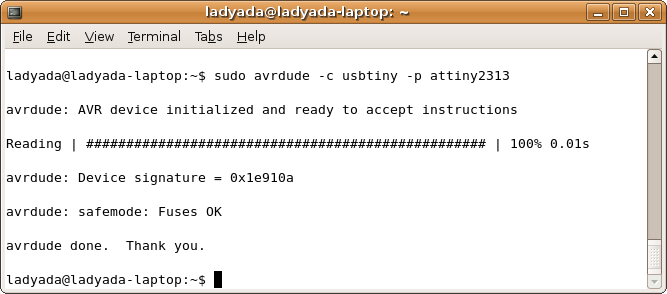 ladyada@ladyada-laptop: ~
File Edit View Terminal Tabs Help
ladyada@ladyada-laptop:~$ sudo avrdude -c usbtiny -p attiny2313
avrdude: AVR device initialized and ready to accept instructions
Reading | ################################################## | 100% 0.01s
avrdude: Device signature = 0x1e910a
avrdude: safemode: Fuses OK
avrdude done.  Thank you.
ladyada@ladyada-laptop:~$